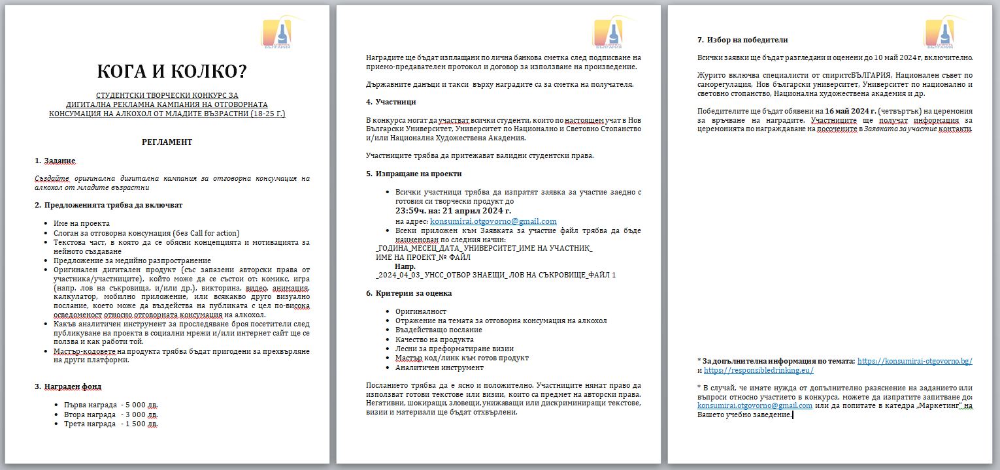 спиритс
БЪЛГАРИЯ
КОГА И КОЛКО?
СТУДЕНТСКИ ТВОРЧЕСКИ КОНКУРС ЗА
ДИГИТАЛНА РЕКЛАМНА КАМПАНИЯ НА ОТГОВОРНАТА
КОНСУМАЦИЯ НА АЛКОХОЛ ОТ МЛАДИТЕ ВЪЗРАСТНИ (18-25 Г.)
РЕГЛАМЕНТ
1. Задание
Създайте оригинална дигитална кампания за отговорна консумация на
алкохол от младите възрастни
2. Предложенията трябва да включват
• Име на проекта
• Слоган за отговорна консумация (без Call for action)
• Текстова част, в която да се обясни концепцията и мотивацията за
нейното създаване
• Предложение за медийно разпространение
• Оригинален дигитален продукт (със запазени авторски права от
участника/участниците), който може да се състои от: комикс, игра
(напр. лов на съкровища, и/или др.), викторина, видео, анимация,
калкулатор, мобилно приложение, или всякакво друго визуално
послание, което може да въздейства на публиката с цел по-висока
осведоменост относно отговорната консумация на алкохол.
• Какъв аналитичен инструмент за проследяване броя посетители след
публикуване на проекта в социални мрежи и/или интернет сайт ще се
ползва и как работи той.
• Мастър-кодовете на продукта трябва бъдат пригодени за прехвърляне
на други платформи.
3. Награден фонд
• Първа награда - 5 000 лв.
• Втора награда - 3 000 лв.
• Трета награда - 1 500 лв.
спиритс
БЪЛГАРИЯ
Наградите ще бъдат изплащани по лична банкова сметка след подписване на
приемо-предавателен протокол и договор за използване на произведение.
Държавните данъци и такси върху наградите са за сметка на получателя.
4. Участници
В конкурса могат да участват всички студенти, които по настоящем учат в Нов
Български Университет, Университет по Национално и Световно Стопанство
и/или Национална Художествена Академия.
Участниците трябва да притежават валидни студентски права.
5. Изпращане на проекти
• Всички участници трябва да изпратят заявка за участие заедно с
готовия си творчески продукт до
23:59ч. на: 21 април 2024 г.
на адрес: konsumirai.otgovorno@gmail.com
• Всеки приложен към Заявката за участие файл трябва да бъде
наименован по следния начин:
_ГОДИНА_МЕСЕЦ_ДАТА_ УНИВЕРСИТЕТ_ИМЕ НА УЧАСТНИК_
ИМЕ НА ПРОЕКТ_№ ФАЙЛ
Напр.
_2024_04_03_ УНСС_ОТБОР ЗНАЕЩИ_ ЛОВ НА СЪКРОВИЩЕ_ФАЙЛ 1
6. Критерии за оценка
• Оригиналност
• Отражение на темата за отговорна консумация на алкохол
• Въздействащо послание
• Качество на продукта
• Лесни за преформатиране визии
• Мастър код/линк към готов продукт
• Аналитичен инструмент
Посланието трябва да е ясно и положително. Участниците нямат право да
използват готови текстове или визии, които са предмет на авторски права.
Негативни, шокиращи, зловещи, унижаващи или дискриминиращи текстове,
визии и материали ще бъдат отхвърлени.
спиритс
БЪЛГАРИЯ
7. Избор на победители
Всички заявки ще бъдат разгледани и оценени до 10 май 2024 г, включително.
Журито включва специалисти от спиритсБЪЛГАРИЯ, Национален съвет по
саморегулация, Нов български университет, Университет по национално и
световно стопанство, Национална художествена академия и др.
Победителите ще бъдат обявени на 16 май 2024 г. (четвъртък) на церемония
за връчване на наградите. Участниците ще получат информация за
церемонията по награждаване на посочените в Заявката за участие контакти.
* За допълнителна информация по темата: https://konsumirai-otgovorno.bg/
и https://responsibledrinking.eu/
* В случай, че имате нужда от допълнително разяснение на заданието или
въпроси относно участието в конкурса, можете да изпратите запитване до:
konsumirai.otgovorno@gmail.com или да попитате в катедра „Маркетинг“ на
Вашето учебно заведение.